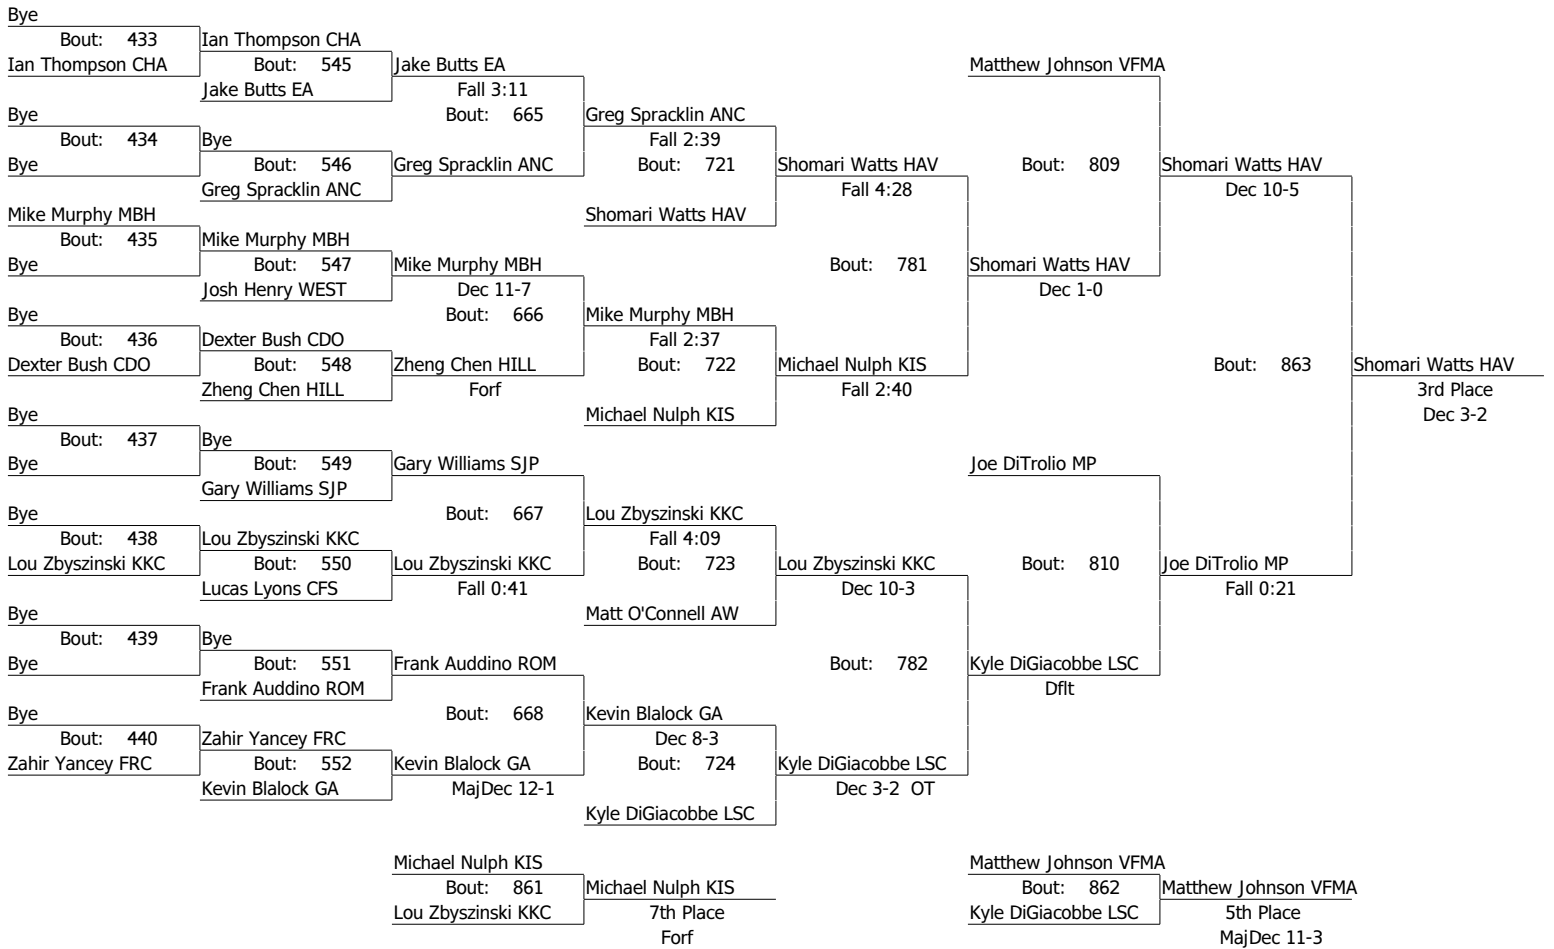 Bye
Bout: 433
Ian Thompson CHA
Ian Thompson CHA
Bout: 545
Jake Butts EA
Matthew Johnson VFMA
Jake Butts EA
Fall 3:11
Bye
Bout: 665
Greg Spracklin ANC
Bout: 434
Bye
Fall 2:39
Bye
Bout: 546
Greg Spracklin ANC
Bout: 721
Shomari Watts HAV
Bout: 809
Shomari Watts HAV
Greg Spracklin ANC
Fall 4:28
Dec 10-5
Mike Murphy MBH
Shomari Watts HAV
Bout: 435
Mike Murphy MBH
Bye
Bout: 547
Mike Murphy MBH
Bout: 781
Shomari Watts HAV
Josh Henry WEST
Dec 11-7
Dec 1-0
Bye
Bout: 666
Mike Murphy MBH
Bout: 436
Dexter Bush CDO
Fall 2:37
Dexter Bush CDO
Bout: 548
Zheng Chen HILL
Bout: 722
Michael Nulph KIS
Bout: 863
Shomari Watts HAV
Zheng Chen HILL
Forf
Fall 2:40
3rd Place
Bye
Michael Nulph KIS
Dec 3-2
Bout: 437
Bye
Bye
Bout: 549
Gary Williams SJP
Joe DiTrolio MP
Gary Williams SJP
Bye
Bout: 667
Lou Zbyszinski KKC
Bout: 438
Lou Zbyszinski KKC
Fall 4:09
Lou Zbyszinski KKC
Bout: 550
Lou Zbyszinski KKC
Bout: 723
Lou Zbyszinski KKC
Bout: 810
Joe DiTrolio MP
Lucas Lyons CFS
Fall 0:41
Dec 10-3
Fall 0:21
Bye
Matt O'Connell AW
Bout: 439
Bye
Bye
Bout: 551
Frank Auddino ROM
Bout: 782
Kyle DiGiacobbe LSC
Frank Auddino ROM
Dflt
Bye
Bout: 668
Kevin Blalock GA
Bout: 440
Zahir Yancey FRC
Dec 8-3
Zahir Yancey FRC
Bout: 552
Kevin Blalock GA
Bout: 724
Kyle DiGiacobbe LSC
Kevin Blalock GA
MajDec 12-1
Dec 3-2 OT
Kyle DiGiacobbe LSC
Michael Nulph KIS
Bout: 861
Michael Nulph KIS
Lou Zbyszinski KKC
7th Place
Forf
Matthew Johnson VFMA
Bout: 862
Matthew Johnson VFMA
Kyle DiGiacobbe LSC
5th Place
MajDec 11-3